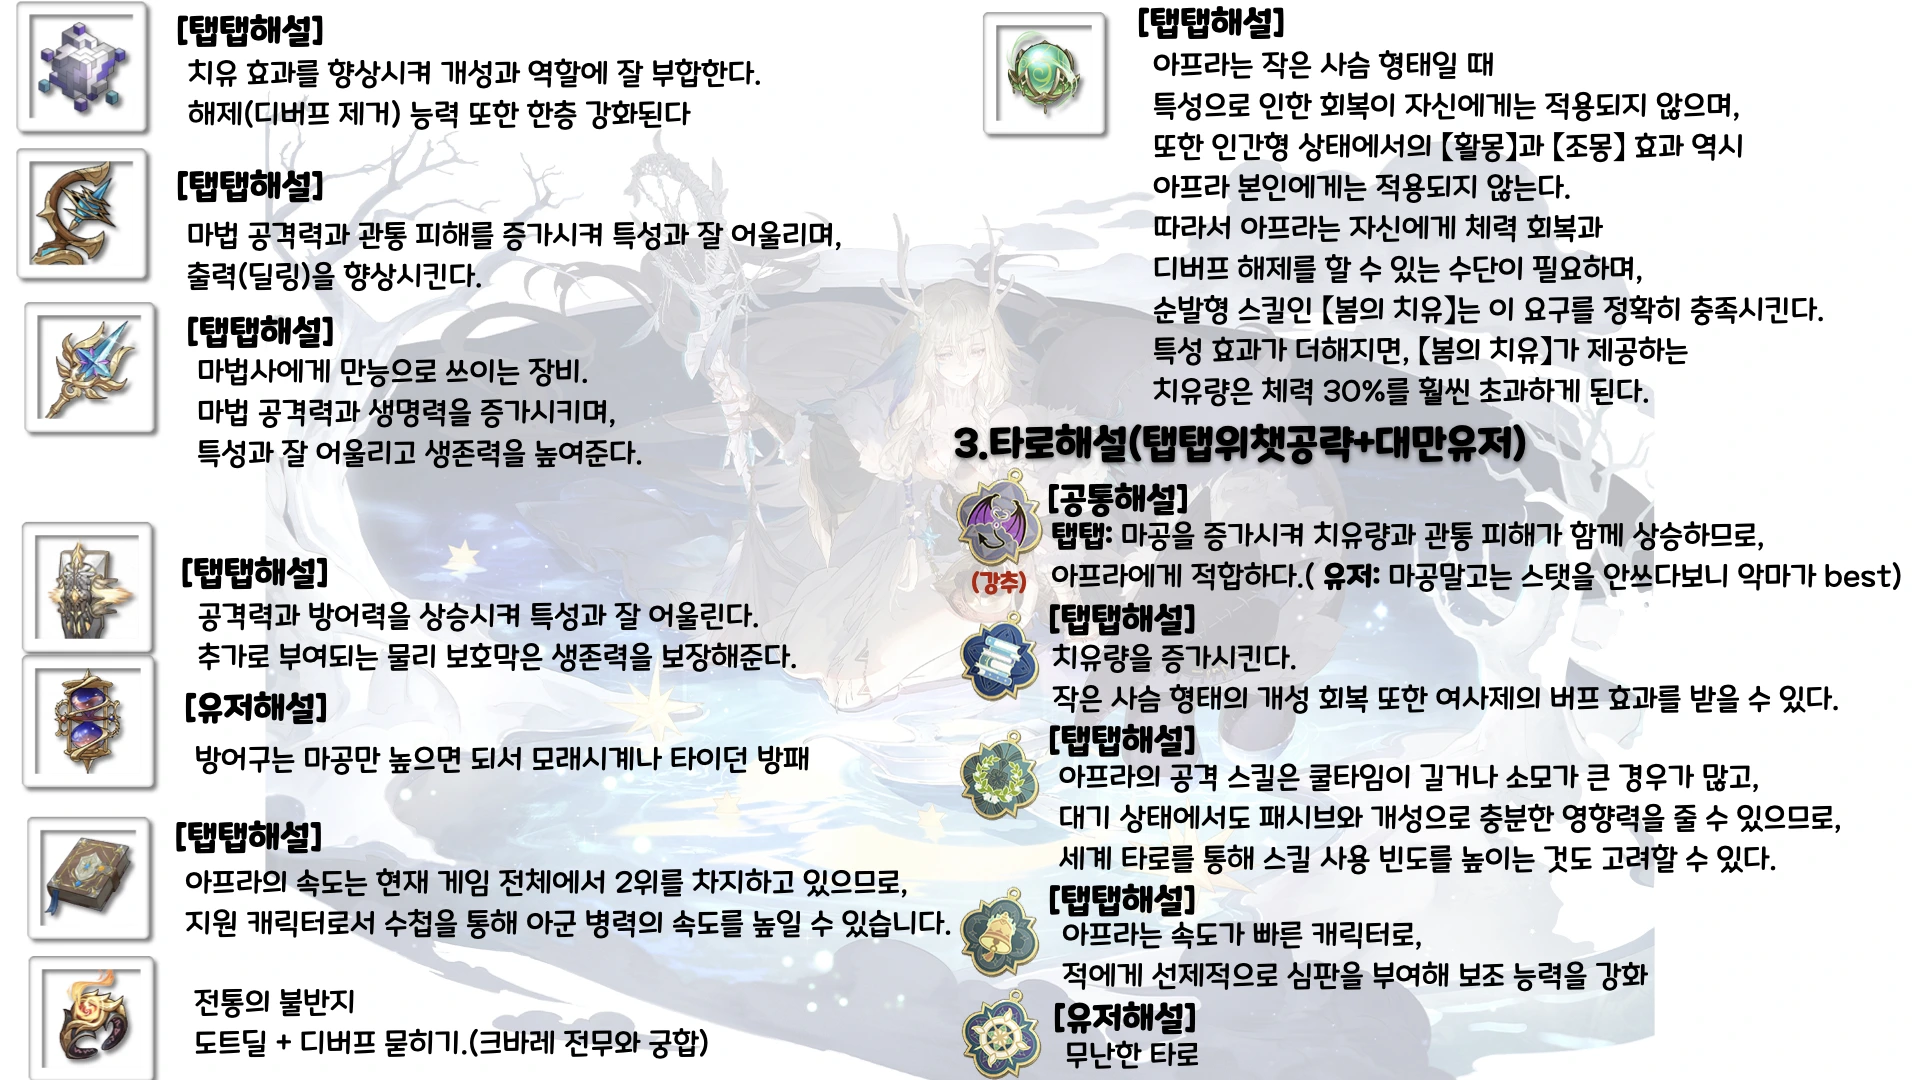 [탭탭해설]
치유 효과를 향상시켜 개성과 역할에 잘 부합한다.
해제(디버프 제거) 능력 또한 한층 강화된다
[탭탭해설]
마법 공격력과 관통 피해를 증가시켜 특성과 잘 어울리며,
출력(딜링)을 향상시킨다.
[탭탭해설]
마법사에게 만능으로 쓰이는 장비.
마법 공격력과 생명력을 증가시키며,
특성과 잘 어울리고 생존력을 높여준다.
[탭탭해설]
공격력과 방어력을 상승시켜 특성과 잘 어울린다.
추가로 부여되는 물리 보호막은 생존력을 보장해준다.
[유저해설]
방어구는 마공만 높으면 되서 모래시계나 타이던 방패
[탭탭해설]
아프라의 속도는 현재 게임 전체에서 2위를 차지하고 있으므로,
지원 캐릭터로서 수첩을 통해 아군 병력의 속도를 높일 수 있습니다.
전통의 불반지
도트딜 + 디버프 묻히기.(크바레 전무와 궁합)
[탭탭해설]
아프라는 작은 사슴 형태일 때
특성으로 인한 회복이 자신에게는 적용되지 않으며,
또한 인간형 상태에서의 【활몽】과 【조몽】 효과 역시
아프라 본인에게는 적용되지 않는다.
따라서 아프라는 자신에게 체력 회복과
디버프 해제를 할 수 있는 수단이 필요하며,
순발형 스킬인 【봄의 치유】는 이 요구를 정확히 충족시킨다.
특성 효과가 더해지면, 【봄의 치유】가 제공하는
치유량은 체력 30%를 훨씬 초과하게 된다.
3.타로해설(탭탭위챗공략+대만유저)
[공통해설]
탭탭: 마공을 증가시켜 치유량과 관통 피해가 함께 상승하므로,
아프라에게 적합하다.( 유저: 마공말고는 스탯을 안쓰다보니 악마가 best)
(강추)
[탭탭해설]
치유량을 증가시킨다.
작은 사슴 형태의 개성 회복 또한 여사제의 버프 효과를 받을 수 있다.
[탭탭해설]
아프라의 공격 스킬은 쿨타임이 길거나 소모가 큰 경우가 많고,
대기 상태에서도 패시브와 개성으로 충분한 영향력을 줄 수 있으므로,
세계 타로를 통해 스킬 사용 빈도를 높이는 것도 고려할 수 있다.
[탭탭해설]
아프라는 속도가 빠른 캐릭터로,
적에게 선제적으로 심판을 부여해 보조 능력을 강화
[유저해설]
무난한 타로